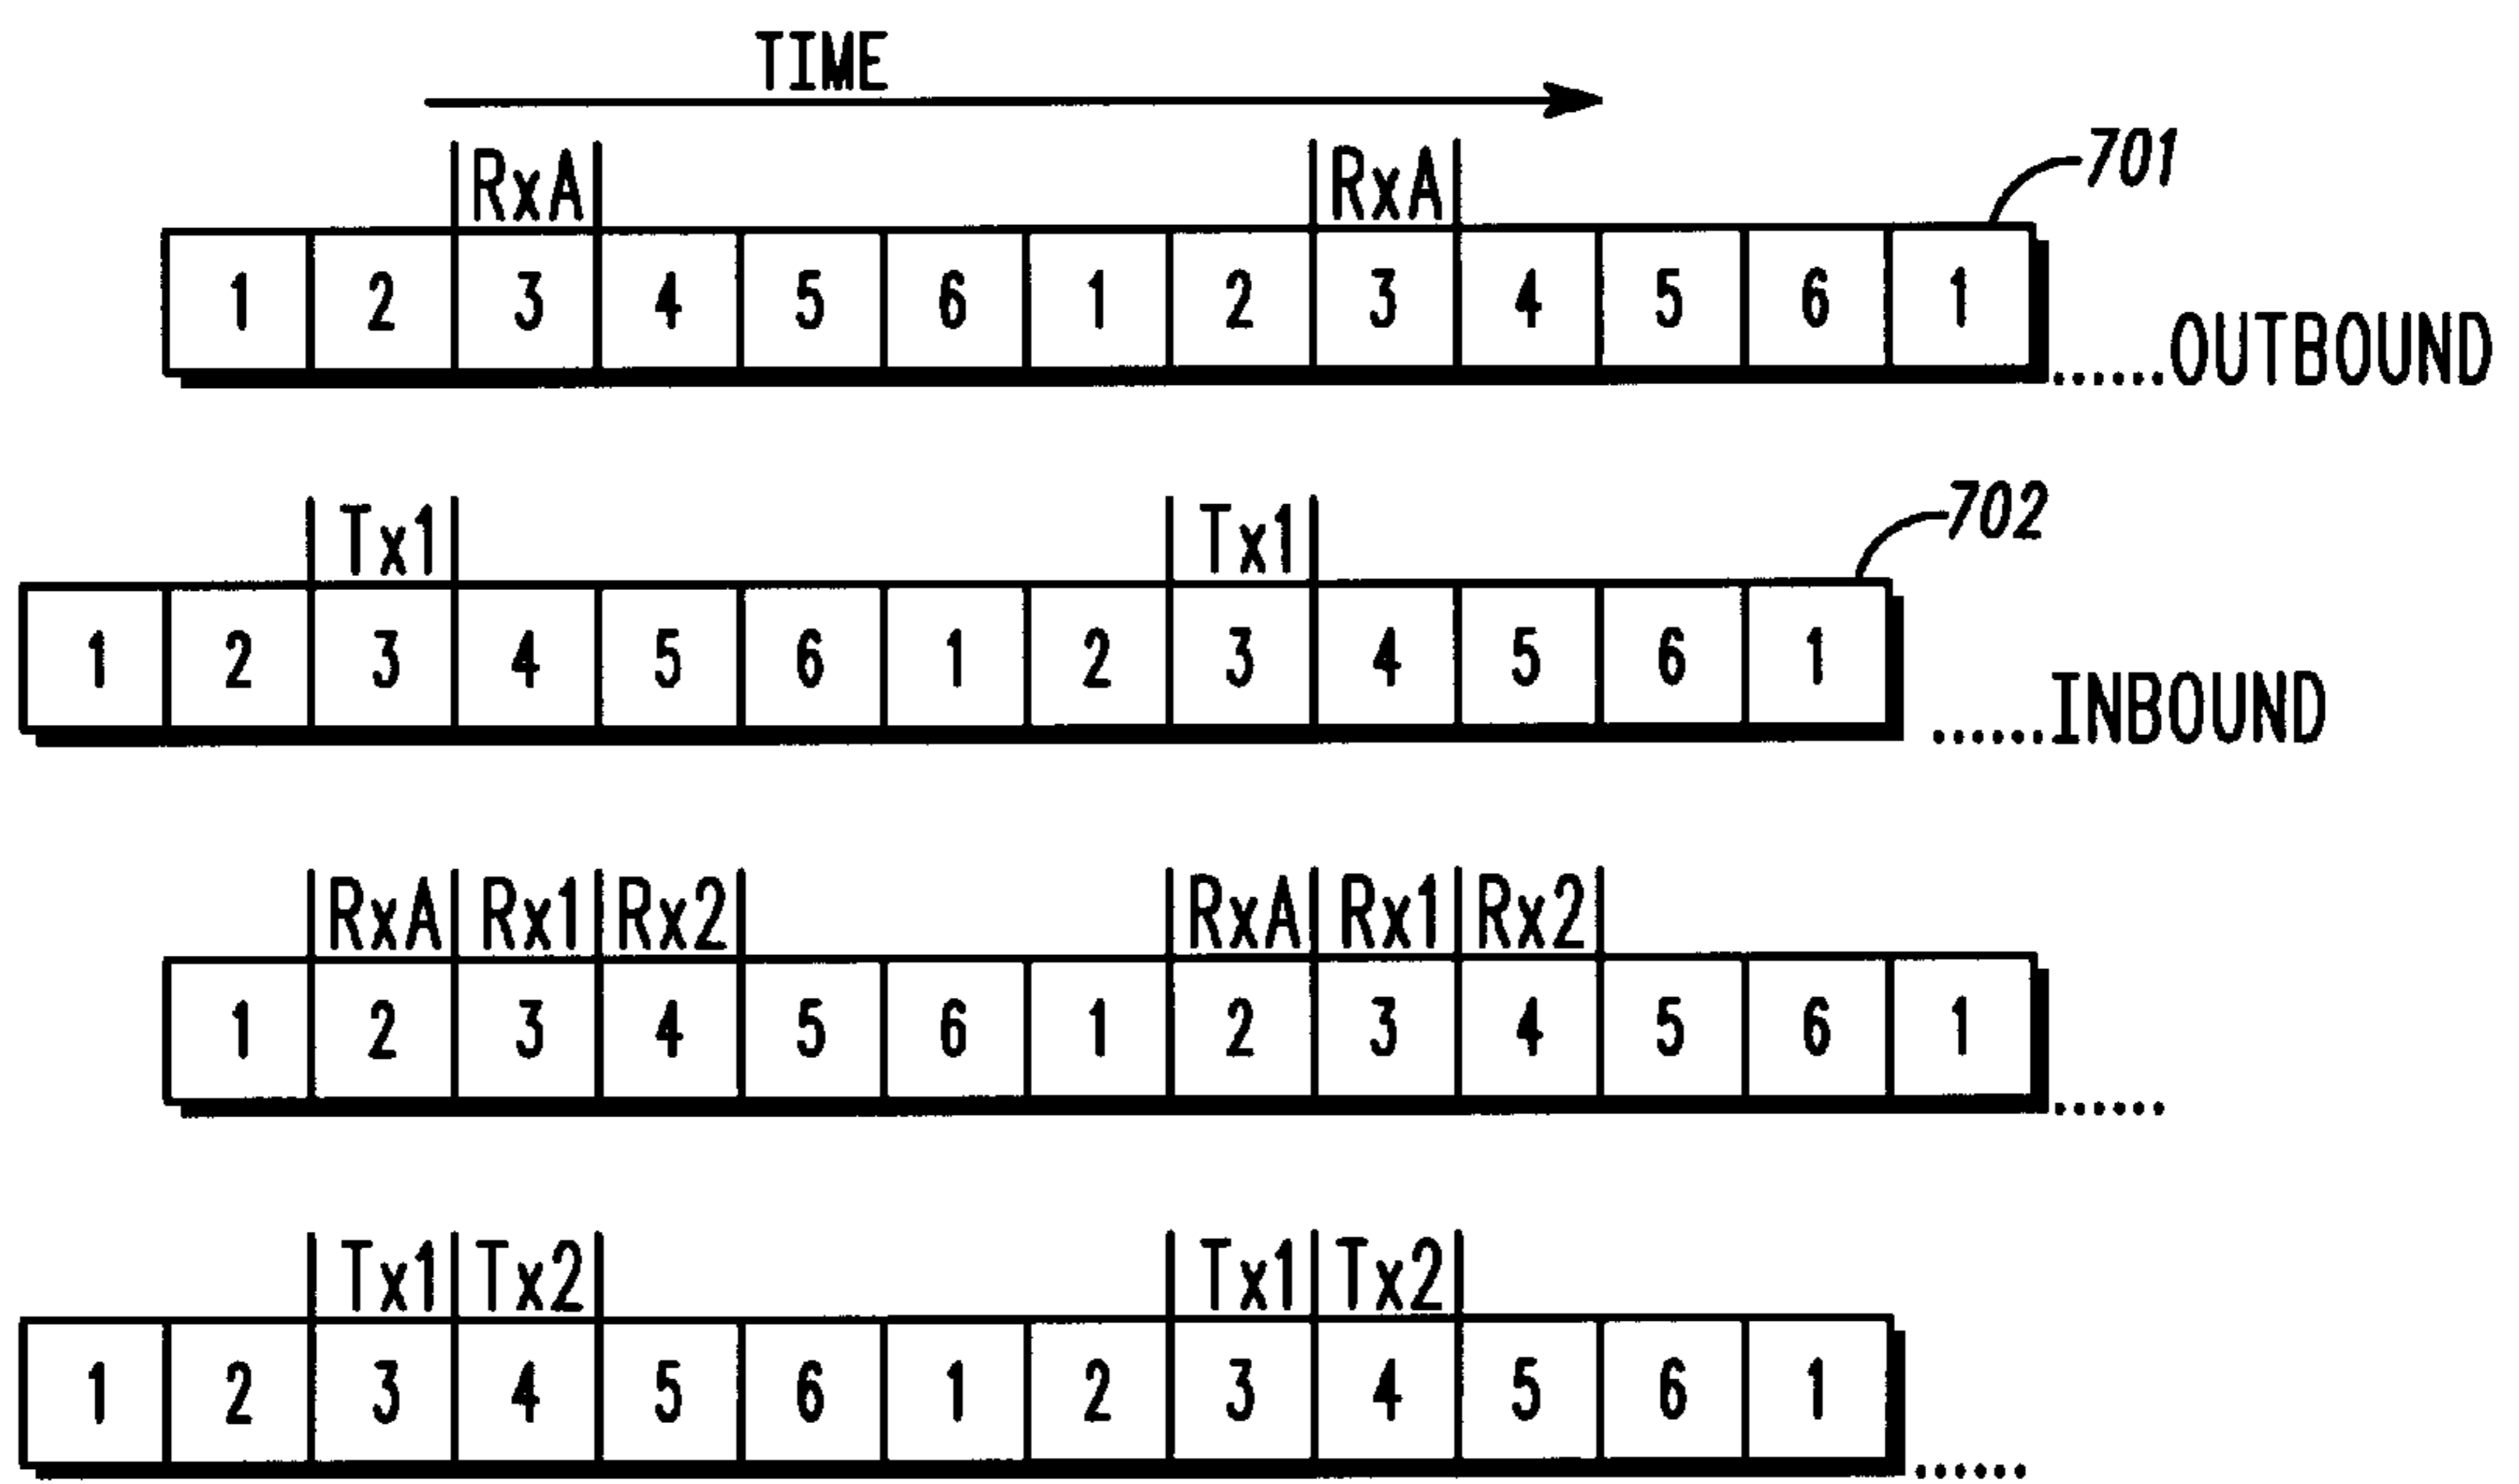 TIME
RxA RxA 701
1 2 3 4 5 6 1 2 3 4 5 6 1
......OUTBOUND
Tx1 Tx1 702
1 2 3 4 5 6 1 2 3 4 5 6 1
......INBOUND
RxA Rx1 Rx2 RxA Rx1 Rx2
1 2 3 4 5 6 1 2 3 4 5 6 1
......
Tx1 Tx2 Tx1 Tx2
1 2 3 4 5 6 1 2 3 4 5 6 1
......